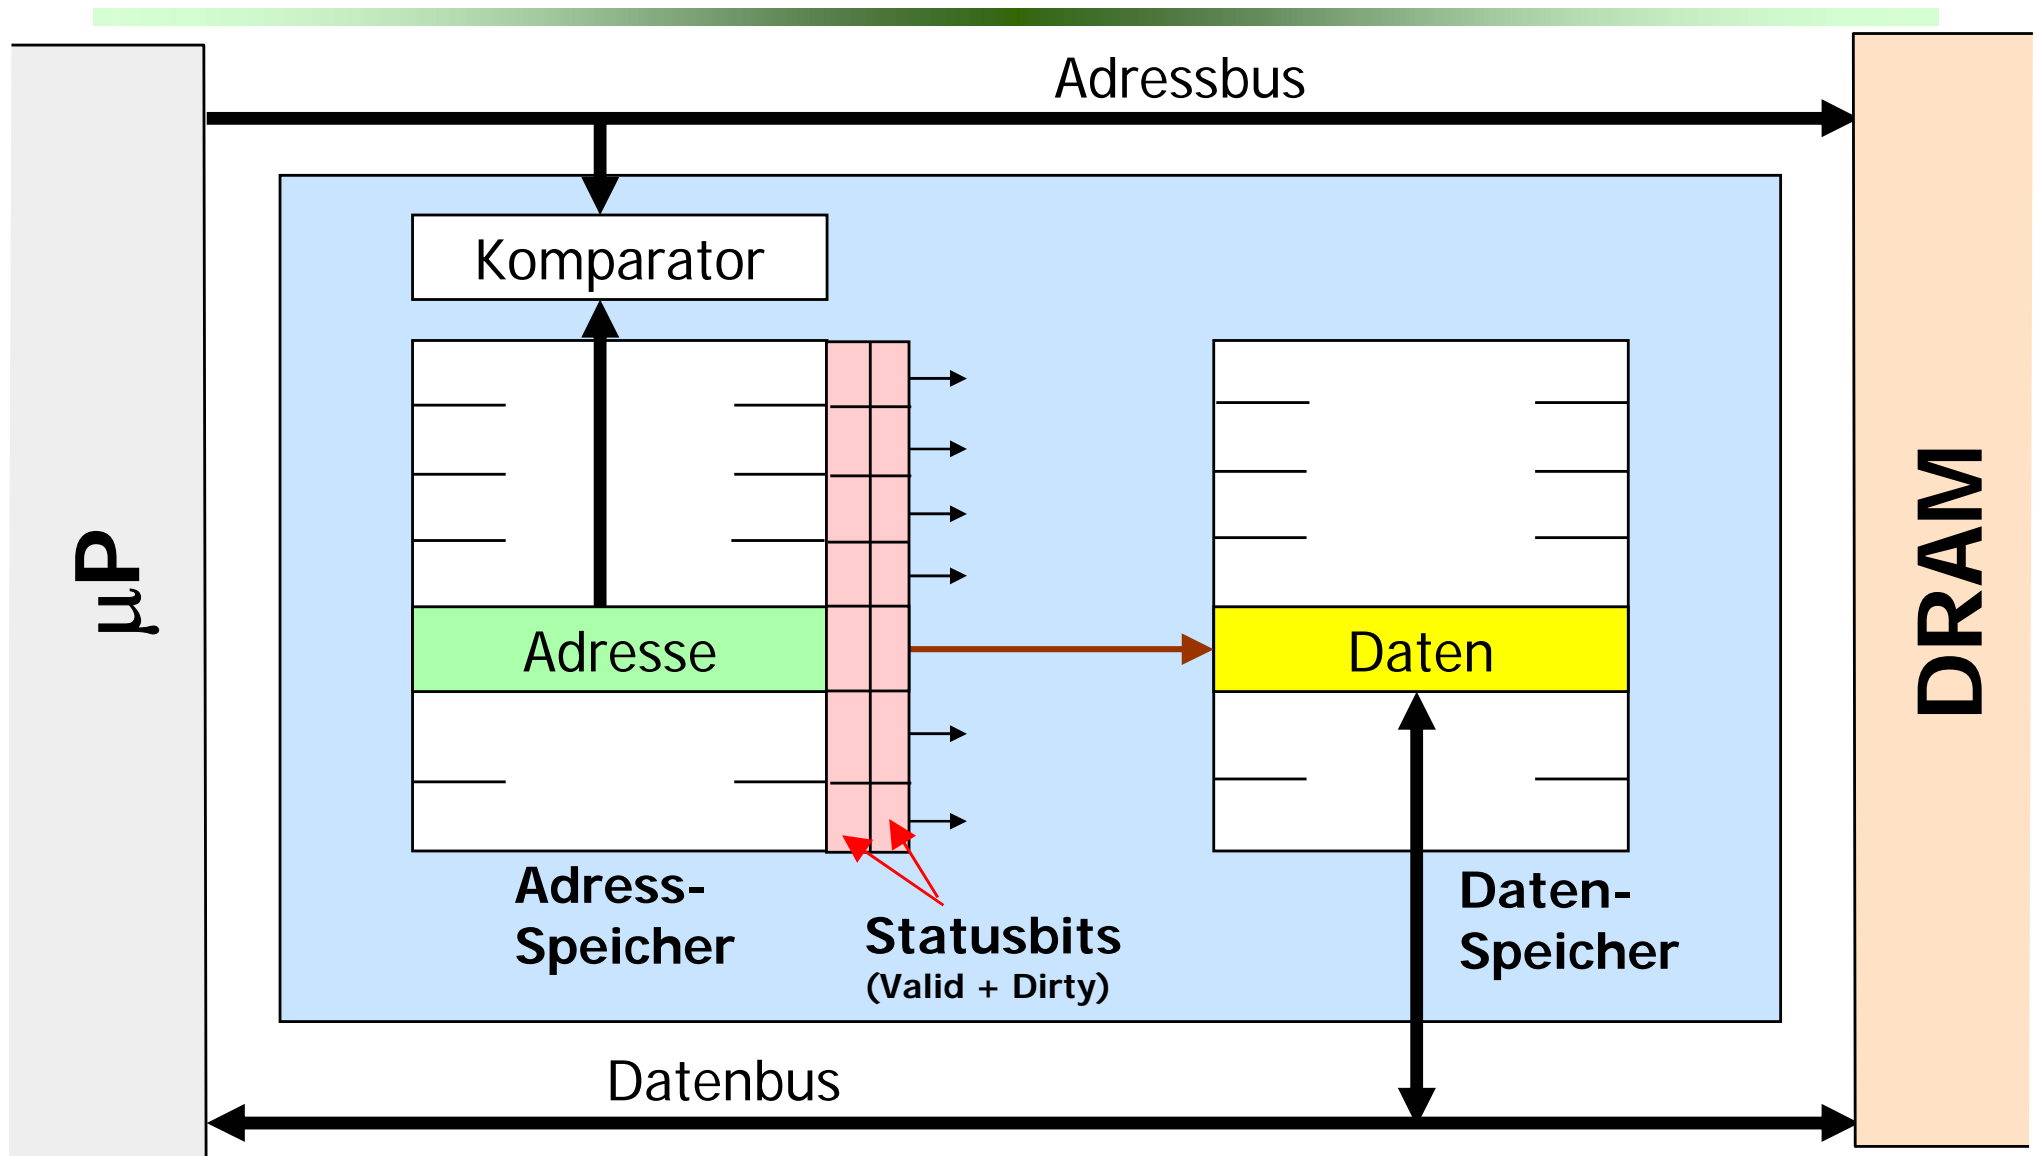 Adressbus
Komparator
µP
Adresse
Daten
DRAM
Adress-
Speicher
Statusbits
(Valid + Dirty)
Daten-
Speicher
Datenbus